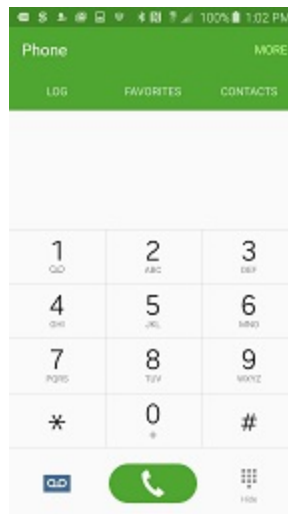 100% 1:02 PM
Phone MORE
LOG FAVORITES CONTACTS
1 2 3
ABC DEF
4 5 6
GHI JKL MNO
7 8 9
PQRS TUV WXYZ
* 0 #
+
Hide